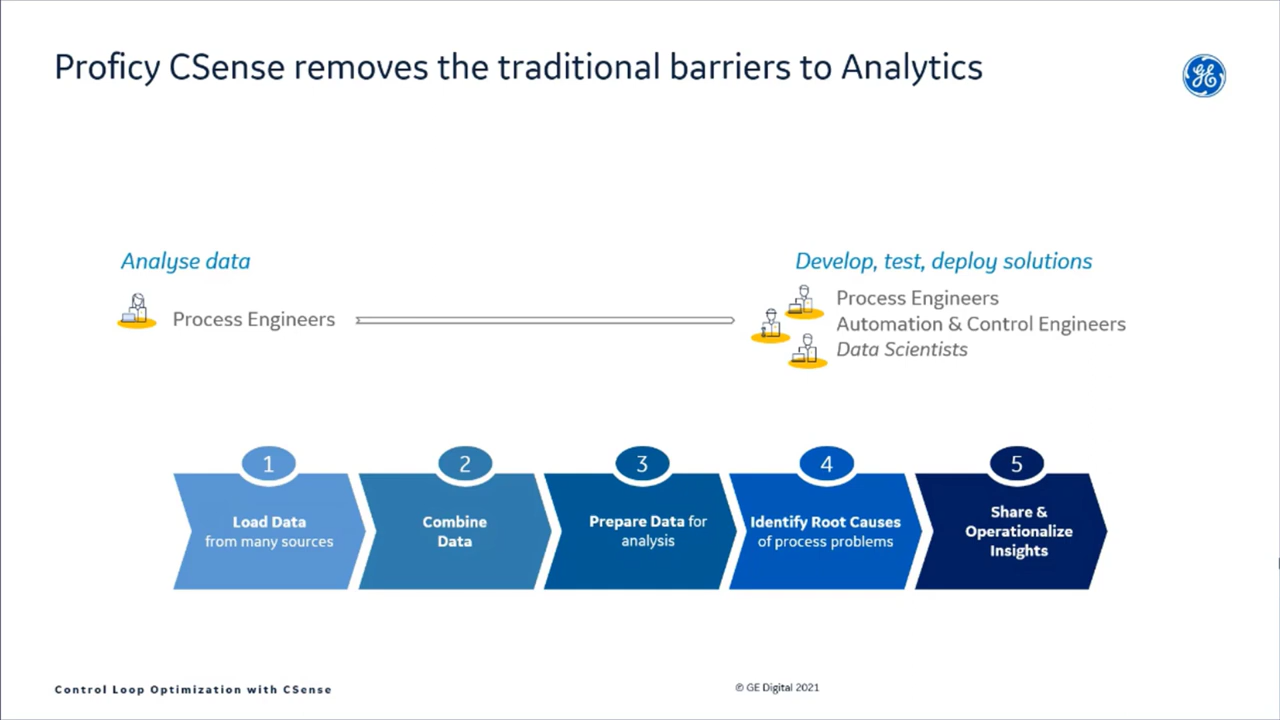 Proficy CSense removes the traditional barriers to Analytics
Analyse data
Process Engineers
Develop, test, deploy solutions
Process Engineers
Automation & Control Engineers
Data Scientists
1
Load Data
from many sources
2
Combine
Data
3
Prepare Data for
analysis
4
Identify Root Causes
of process problems
5
Share &
Operationalize
Insights
Control Loop Optimization with CSense
© GE Digital 2021
GE